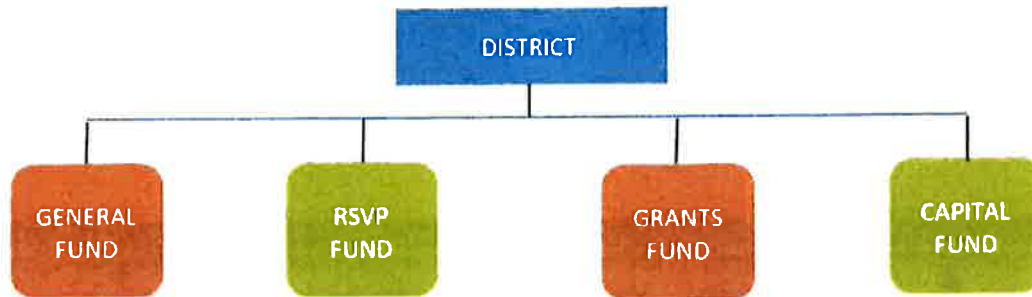 DISTRICT
GENERAL
FUND
RSVP
FUND
GRANTS
FUND
CAPITAL
FUND